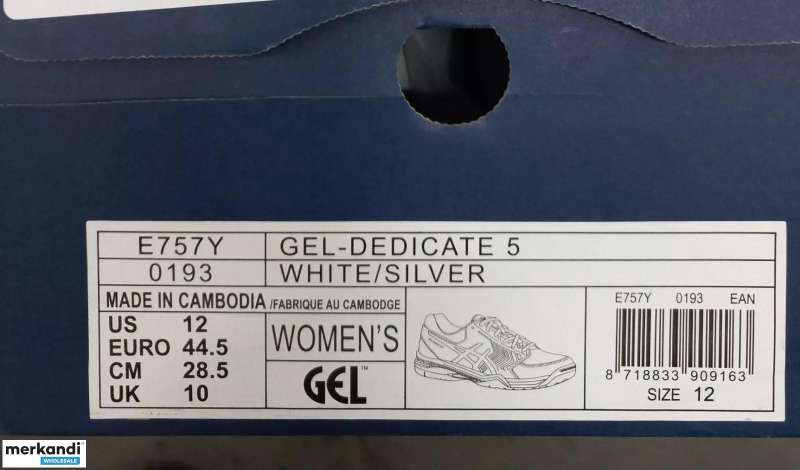 E757Y GEL-DEDICATE 5
0193 WHITE/SILVER
MADE IN CAMBODIA /FABRIQUE AU CAMBODGE
US 12
EURO 44.5
CM 28.5
UK 10
WOMEN'S
GEL™
E757Y 0193 EAN
8 718833 909163
SIZE 12
merkandi
WHOLESALE